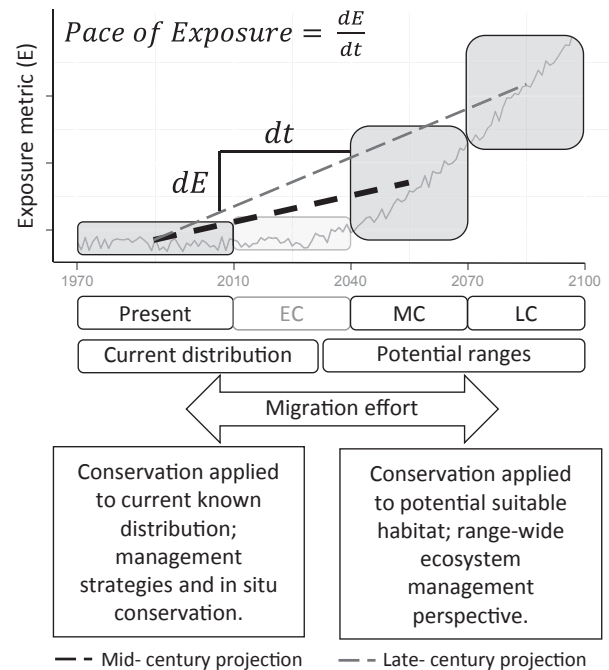 Pace of Exposure = dE/dt
Exposure metric (E)
dt
dE
1970 2010 2040 2070 2100
Present EC MC LC
Current distribution Potential ranges
Migration effort
Conservation applied
to current known
distribution;
management
strategies and in situ
conservation.
Conservation applied
to potential suitable
habitat; range-wide
ecosystem
management
perspective.
Mid- century projection Late- century projection